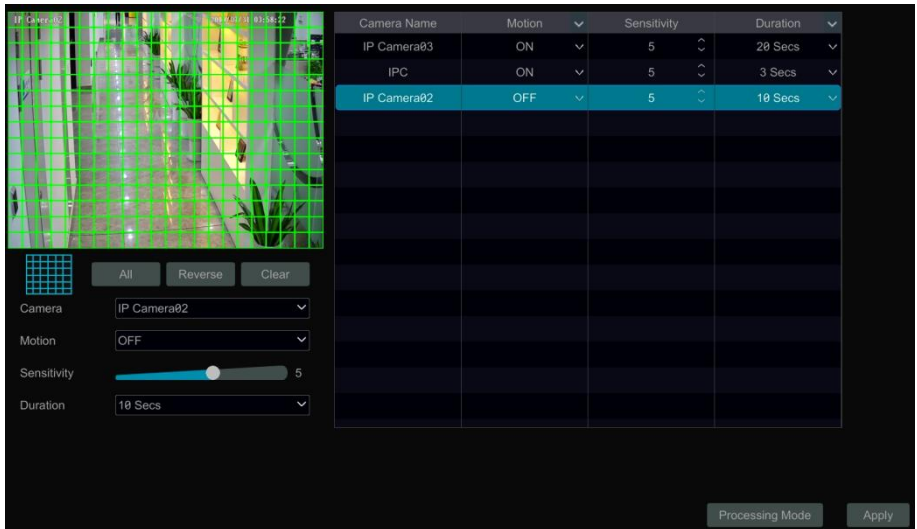 IP Camera02
Camera Name Motion Sensitivity Duration
IP Camera03 ON 5 20 Secs
IPC ON 5 3 Secs
IP Camera02 OFF 5 10 Secs
All Reverse Clear
Camera IP Camera02
Motion OFF
Sensitivity 5
Duration 10 Secs
Processing Mode Apply